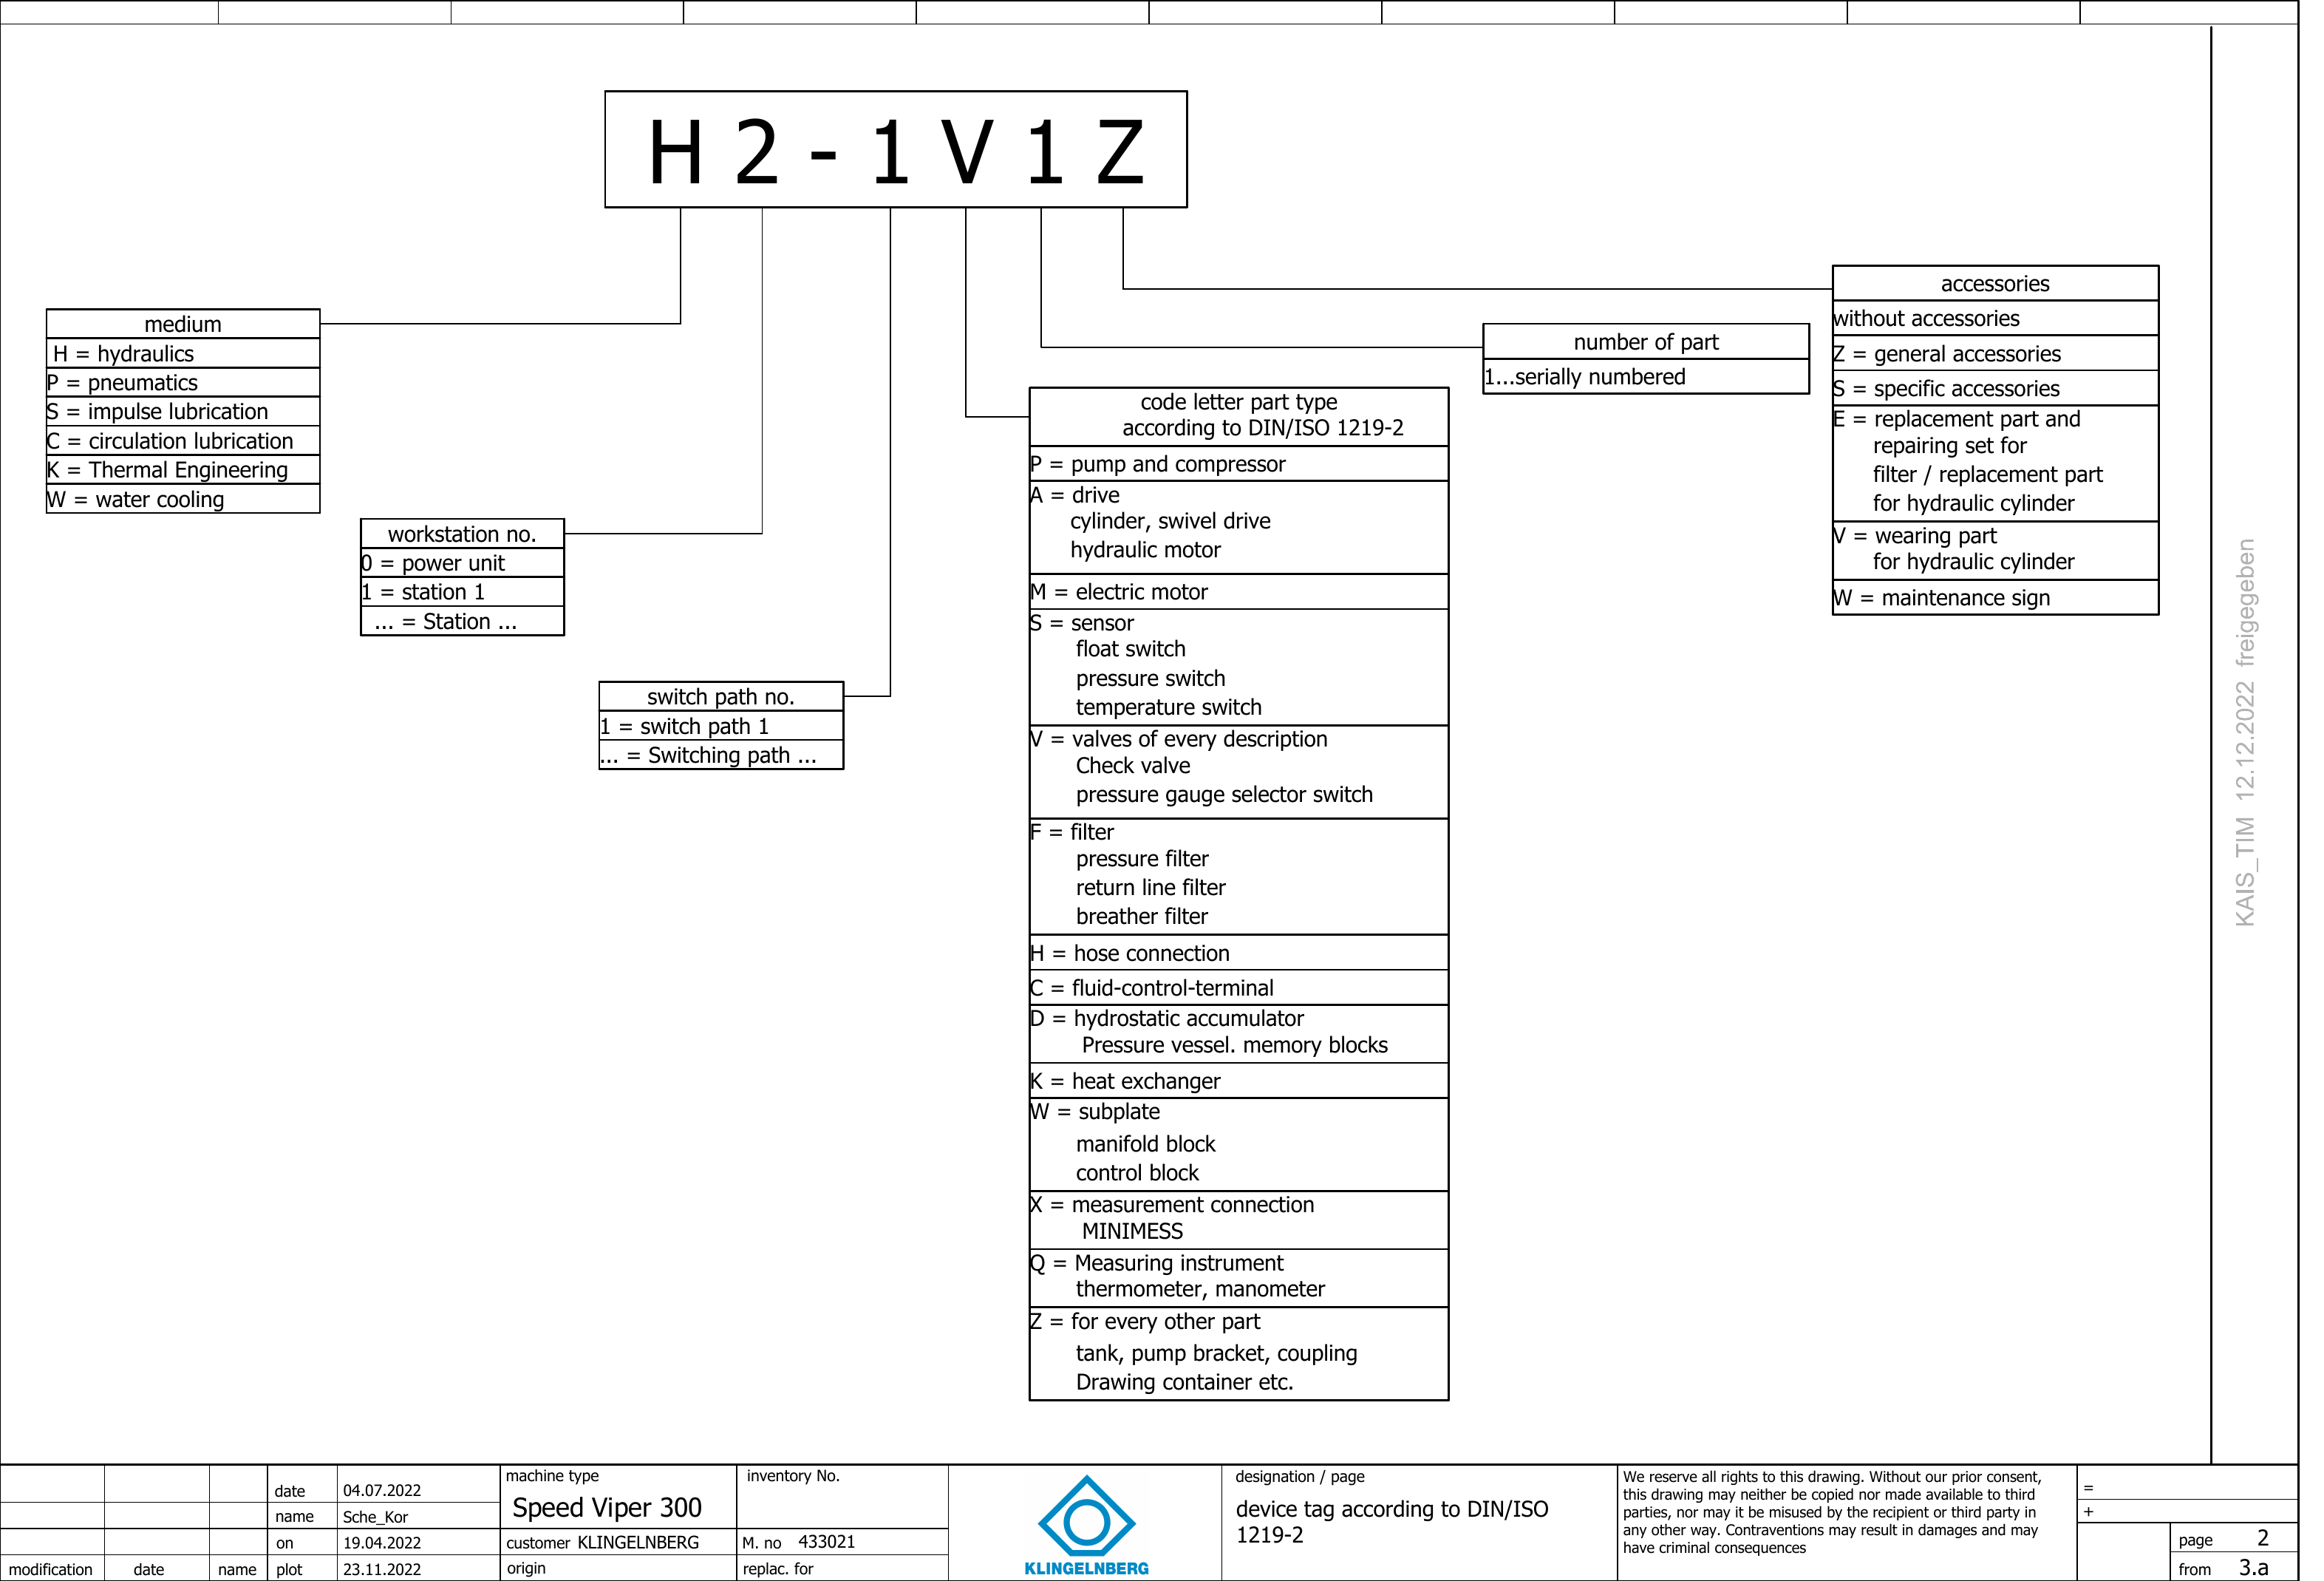 H 2 - 1 V 1 Z
medium
H = hydraulics
P = pneumatics
S = impulse lubrication
C = circulation lubrication
K = Thermal Engineering
W = water cooling
workstation no.
0 = power unit
1 = station 1
... = Station ...
switch path no.
1 = switch path 1
... = Switching path ...
code letter part type
according to DIN/ISO 1219-2
P = pump and compressor
A = drive
cylinder, swivel drive
hydraulic motor
M = electric motor
S = sensor
float switch
pressure switch
temperature switch
V = valves of every description
Check valve
pressure gauge selector switch
F = filter
pressure filter
return line filter
breather filter
H = hose connection
C = fluid-control-terminal
D = hydrostatic accumulator
Pressure vessel. memory blocks
K = heat exchanger
W = subplate
manifold block
control block
X = measurement connection
MINIMESS
Q = Measuring instrument
thermometer, manometer
Z = for every other part
tank, pump bracket, coupling
Drawing container etc.
number of part
1...serially numbered
accessories
without accessories
Z = general accessories
S = specific accessories
E = replacement part and
repairing set for
filter / replacement part
for hydraulic cylinder
V = wearing part
for hydraulic cylinder
W = maintenance sign
KAIS_TIM 12.12.2022 freigegeben
modification date name
date 04.07.2022
name Sche_Kor
on 19.04.2022
plot 23.11.2022
machine type
Speed Viper 300
customer KLINGELNBERG
origin
inventory No.
M. no 433021
replac. for
KLINGELNBERG
designation / page
device tag according to DIN/ISO
1219-2
We reserve all rights to this drawing. Without our prior consent,
this drawing may neither be copied nor made available to third
parties, nor may it be misused by the recipient or third party in
any other way. Contraventions may result in damages and may
have criminal consequences
=
+
page 2
from 3.a